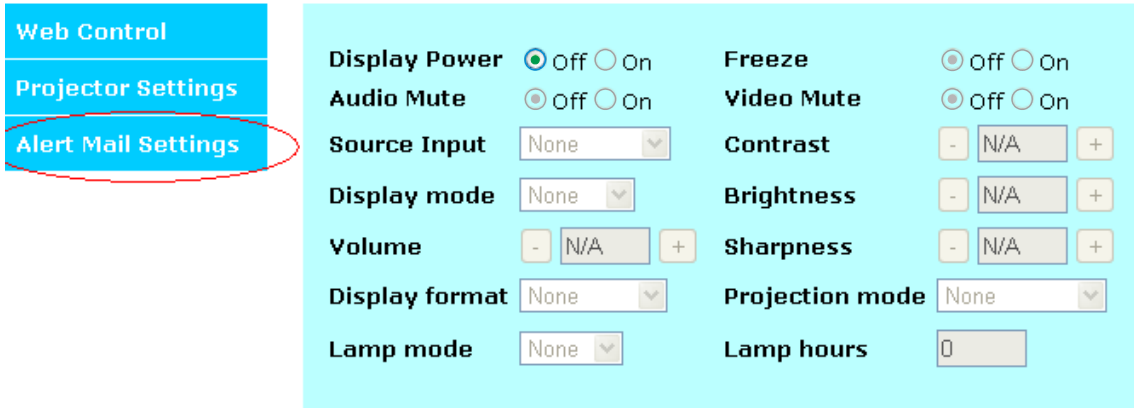 Web Control
Projector Settings
Alert Mail Settings
Display Power Off On Freeze Off On
Audio Mute Off On Video Mute Off On
Source Input None Contrast - N/A +
Display mode None Brightness - N/A +
Volume - N/A + Sharpness - N/A +
Display format None Projection mode None
Lamp mode None Lamp hours 0